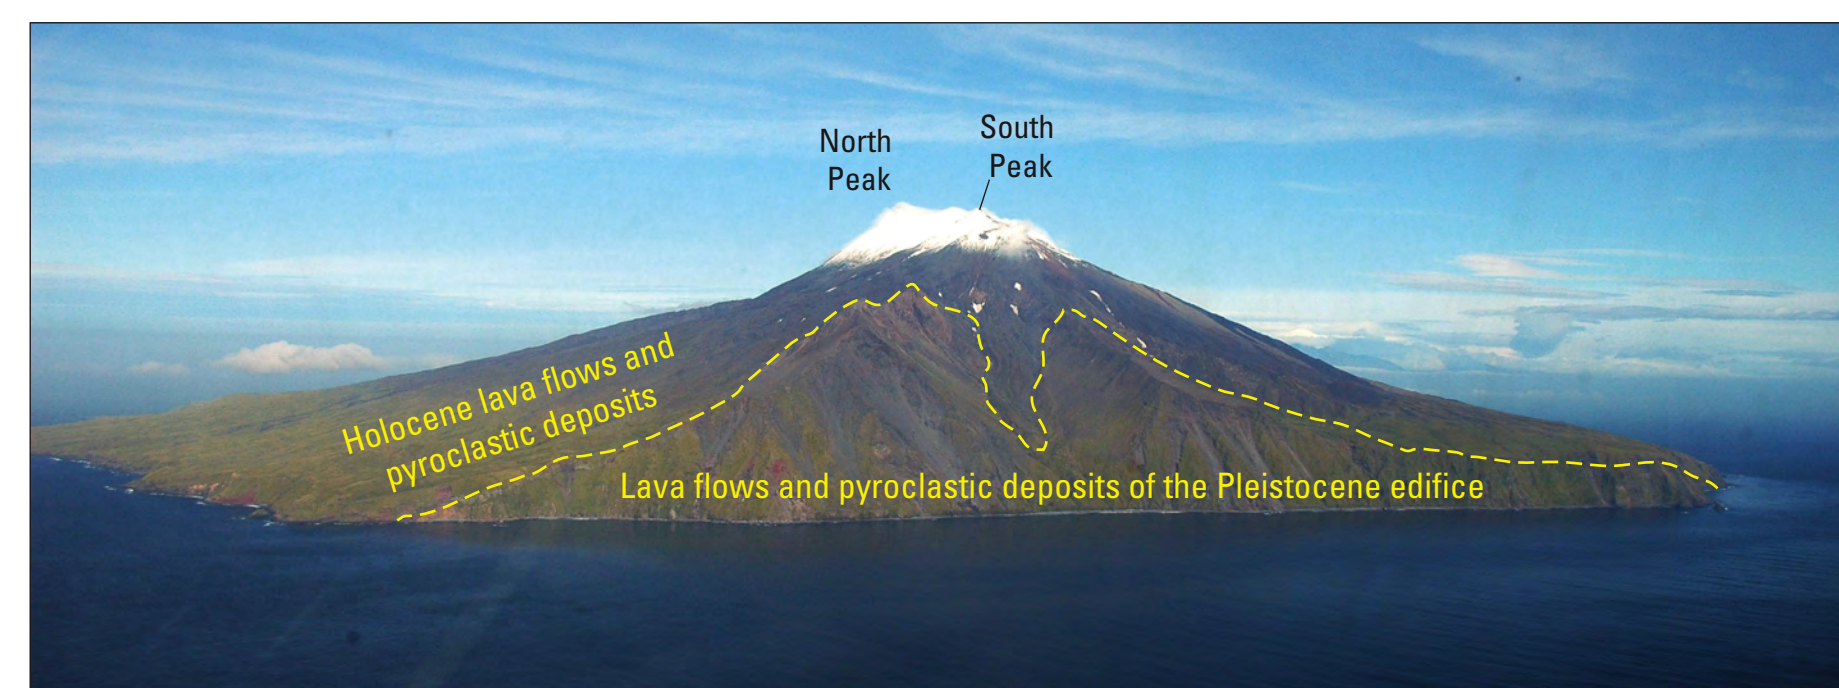 North
Peak
South
Peak
Holocene lava flows and
pyroclastic deposits
Lava flows and pyroclastic deposits of the Pleistocene edifice